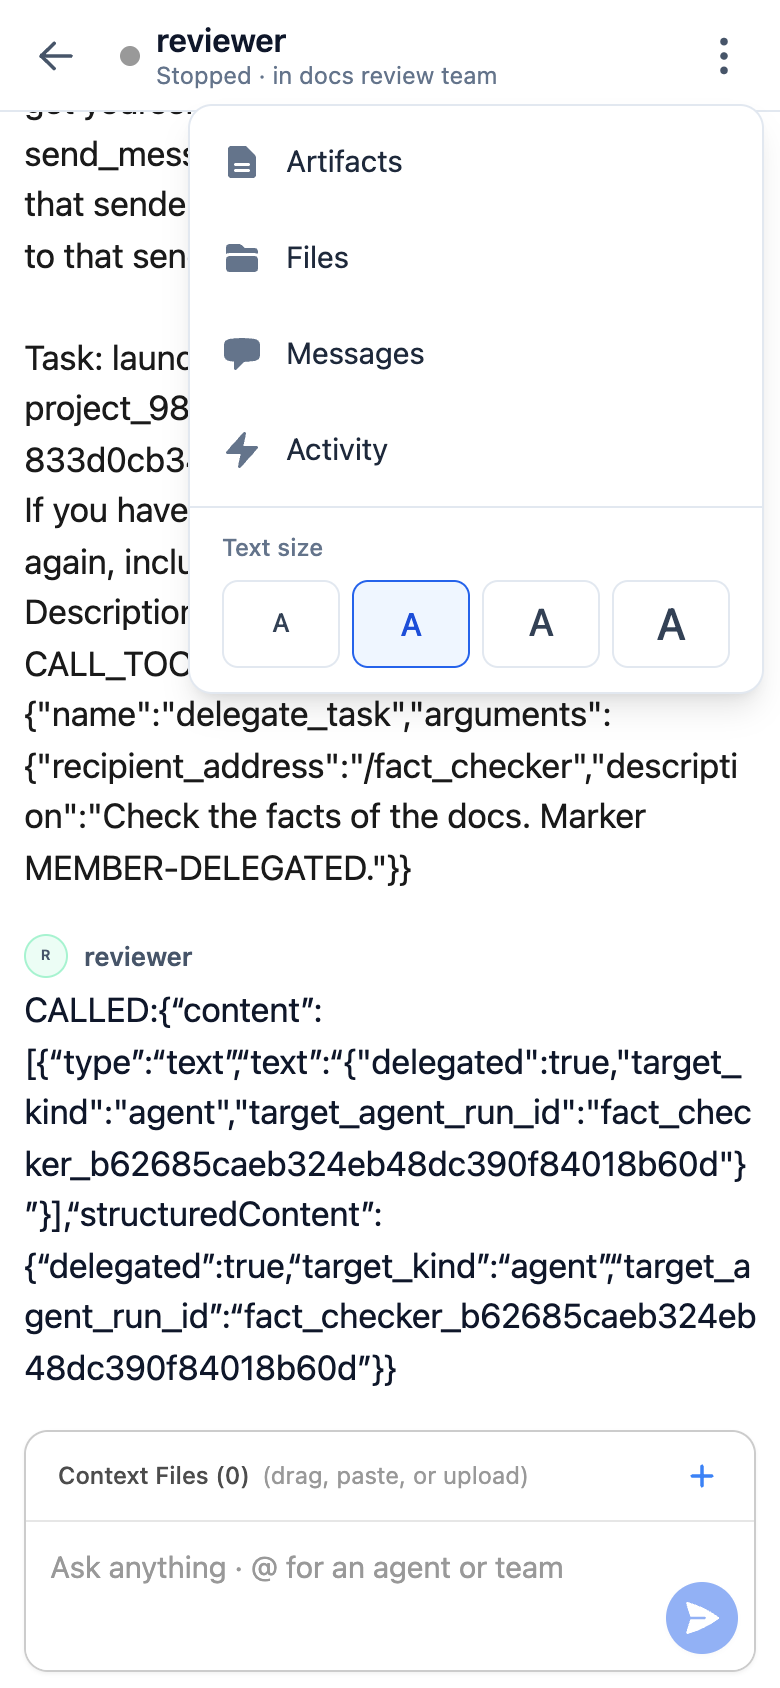 reviewer
Stopped · in docs review team
Artifacts
Files
Messages
Activity
Text size
A A A A
send_mess
that sende
to that sen
Task: launc
project_98
833d0cb34
If you have
again, inclu
Description
CALL_TOO
{"name":"delegate_task","arguments":
{"recipient_address":"/fact_checker","descripti
on":"Check the facts of the docs. Marker
MEMBER-DELEGATED."}}
R reviewer
CALLED:{“content”:
[{“type”:“text”,“text”:“{"delegated":true,"target_
kind":"agent","target_agent_run_id":"fact_chec
ker_b62685caeb324eb48dc390f84018b60d"}
”}],“structuredContent”:
{“delegated”:true,“target_kind”:“agent”,“target_a
gent_run_id”:“fact_checker_b62685caeb324eb
48dc390f84018b60d”}}
Context Files (0) (drag, paste, or upload)
Ask anything · @ for an agent or team